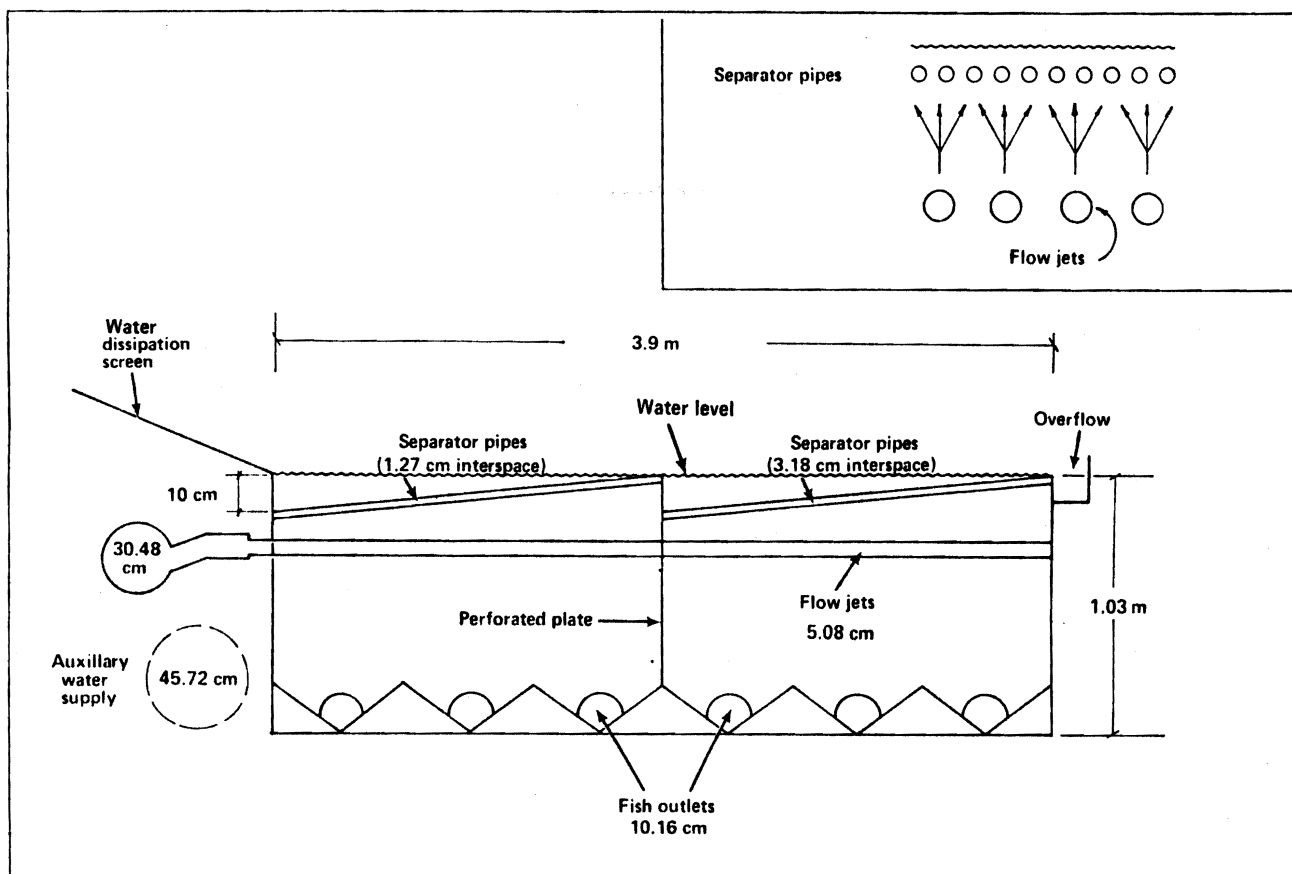 Separator pipes
Flow jets
Water
dissipation
screen
3.9 m
Water level
Overflow
Separator pipes
(1.27 cm interspace)
Separator pipes
(3.18 cm interspace)
10 cm
30.48
cm
Flow jets
5.08 cm
1.03 m
Perforated plate
Auxillary
water
supply
45.72 cm
Fish outlets
10.16 cm